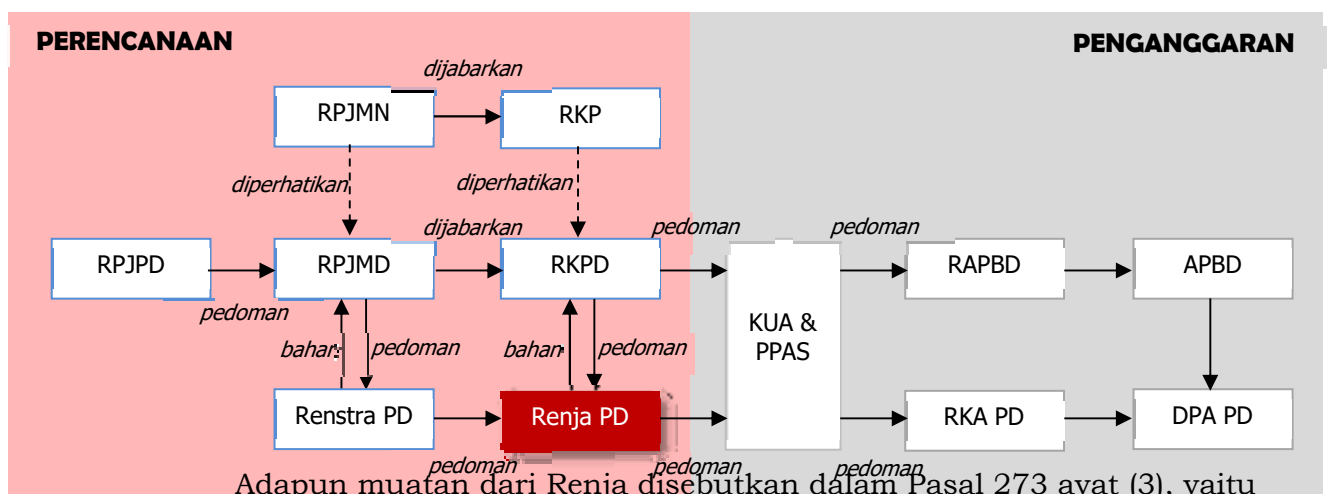 PERENCANAAN
PENGANGGARAN
dijabarkan
RPJMN
RKP
diperhatikan
diperhatikan
dijabarkan
pedoman
pedoman
RPJPD
RPJMD
RKPD
RAPBD
APBD
pedoman
KUA &
PPAS
bahan
pedoman
bahan
pedoman
Renstra PD
Renja PD
RKA PD
DPA PD
pedoman
pedoman
pedoman
Adapun muatan dari Renja disebutkan dalam Pasal 273 ayat (3), yaitu